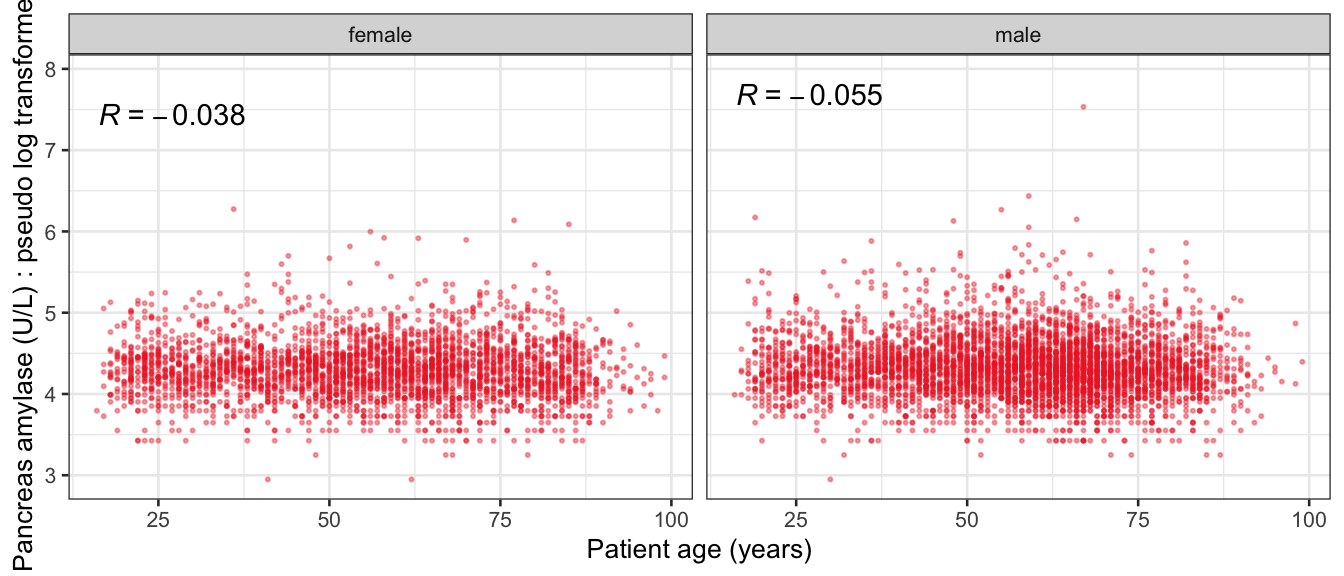 female
male
R = −0.038
R = −0.055
8
7
6
5
4
3
25
50
75
100
25
50
75
100
Patient age (years)
Pancreas amylase (U/L) : pseudo log transforme